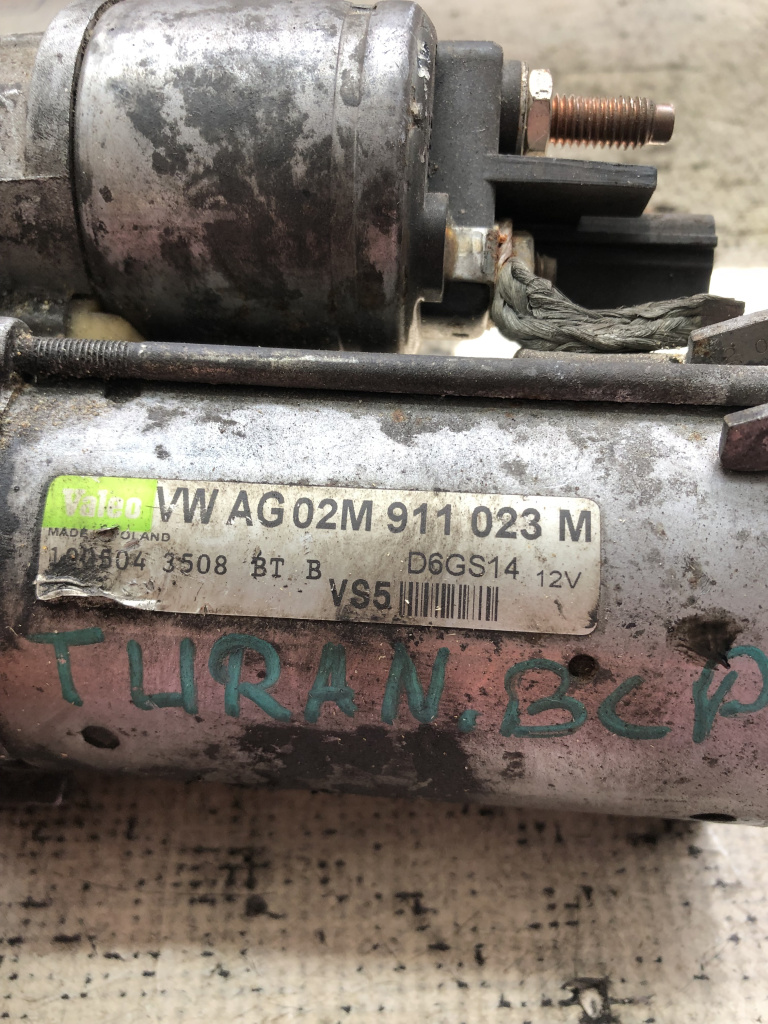 Valeo VW AG 02M 911 023 M
MADE IN POLAND
3508 BT B D6GS14 12V
VS5
TURAN.BCP